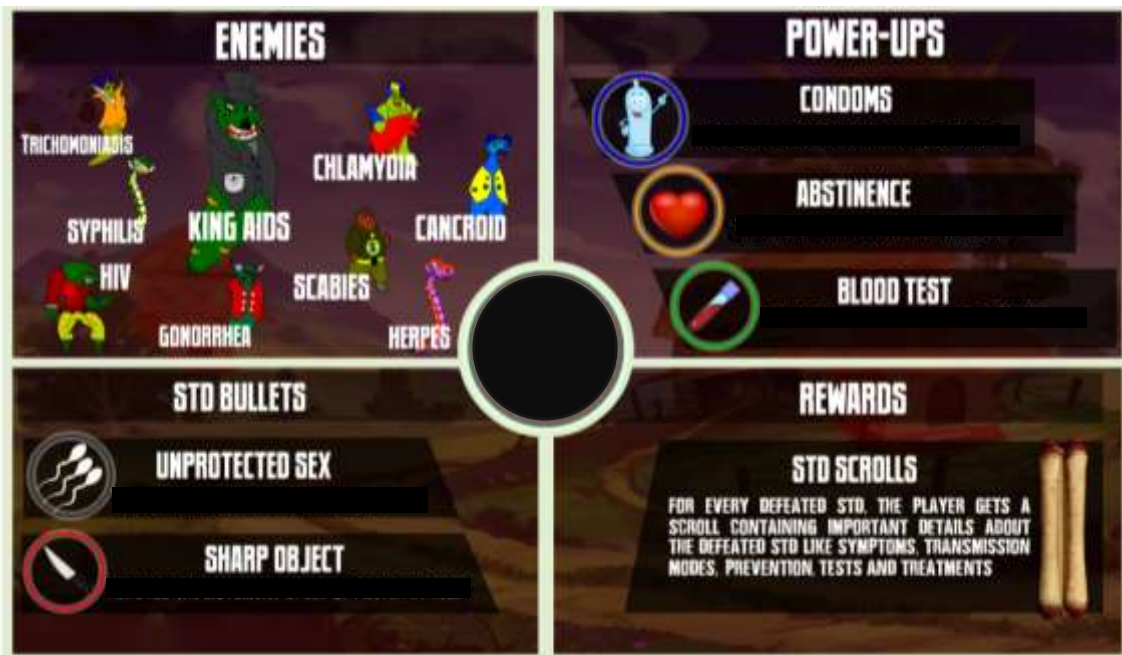 ENEMIES
TRICHOMONIASIS
CHLAMYDIA
SYPHILIS
KING AIDS
CANCROID
HIV
SCABIES
GONORRHEA
HERPES
POWER-UPS
CONDOMS
ABSTINENCE
BLOOD TEST
STD BULLETS
UNPROTECTED SEX
SHARP OBJECT
REWARDS
STD SCROLLS
FOR EVERY DEFEATED STD, THE PLAYER GETS A
SCROLL CONTAINING IMPORTANT DETAILS ABOUT
THE DEFEATED STD LIKE SYMPTOMS, TRANSMISSION
MODES, PREVENTION, TESTS AND TREATMENTS